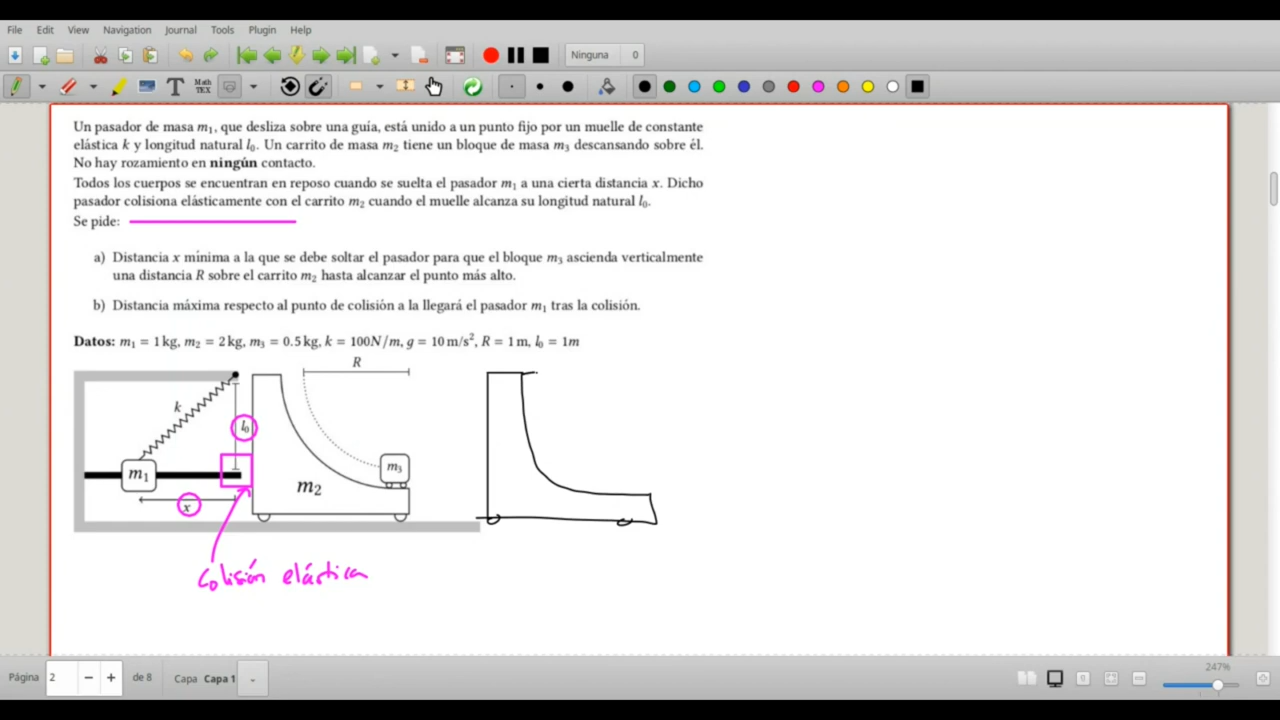 File Edit View Navigation Journal Tools Plugin Help
Ninguna 0
T Math TEX
Un pasador de masa m₁, que desliza sobre una guía, está unido a un punto fijo por un muelle de constante
elástica k y longitud natural l₀. Un carrito de masa m₂ tiene un bloque de masa m₃ descansando sobre él.
No hay rozamiento en ningún contacto.
Todos los cuerpos se encuentran en reposo cuando se suelta el pasador m₁ a una cierta distancia x. Dicho
pasador colisiona elásticamente con el carrito m₂ cuando el muelle alcanza su longitud natural l₀.
Se pide:
a) Distancia x mínima a la que se debe soltar el pasador para que el bloque m₃ ascienda verticalmente
una distancia R sobre el carrito m₂ hasta alcanzar el punto más alto.
b) Distancia máxima respecto al punto de colisión a la llegará el pasador m₁ tras la colisión.
Datos: m₁ = 1 kg, m₂ = 2 kg, m₃ = 0.5 kg, k = 100N/m, g = 10 m/s², R = 1 m, l₀ = 1m
R
k
l₀
m₁
m₃
m₂
x
Colisión elástica
Página 2 de 8 Capa Capa 1 247%